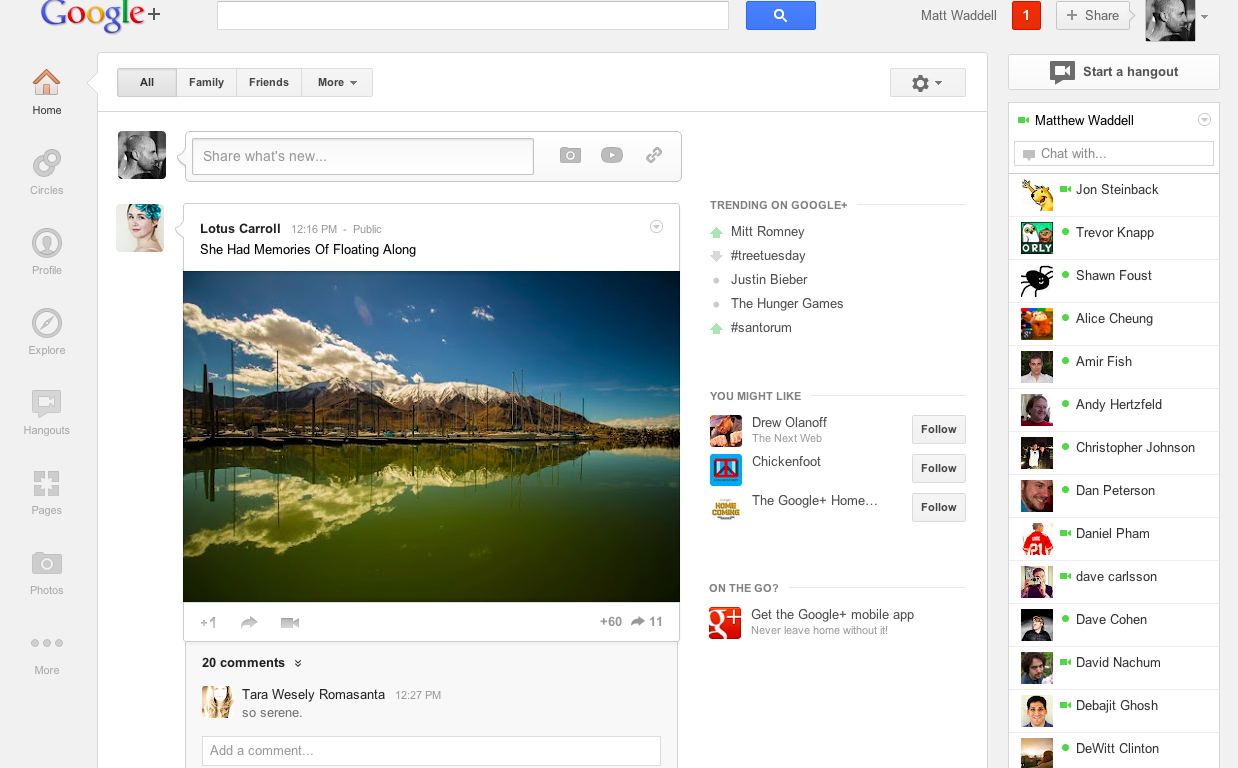 Google+
Matt Waddell
1
+ Share
Home
Circles
Profile
Explore
Hangouts
Pages
Photos
More
All
Family
Friends
More
Share what's new...
Lotus Carroll 12:16 PM - Public
She Had Memories Of Floating Along
+1
+60
11
20 comments
Tara Wesely Romasanta 12:27 PM
so serene.
Add a comment...
TRENDING ON GOOGLE+
Mitt Romney
#treetuesday
Justin Bieber
The Hunger Games
#santorum
YOU MIGHT LIKE
Drew Olanoff
The Next Web
Follow
Chickenfoot
Follow
HOME
COMING
The Google+ Home…
Follow
ON THE GO?
g+
Get the Google+ mobile app
Never leave home without it!
Start a hangout
Matthew Waddell
Chat with...
Jon Steinback
ORLY
Trevor Knapp
Shawn Foust
Alice Cheung
Amir Fish
Andy Hertzfeld
Christopher Johnson
Dan Peterson
21
Daniel Pham
dave carlsson
Dave Cohen
David Nachum
Debajit Ghosh
DeWitt Clinton